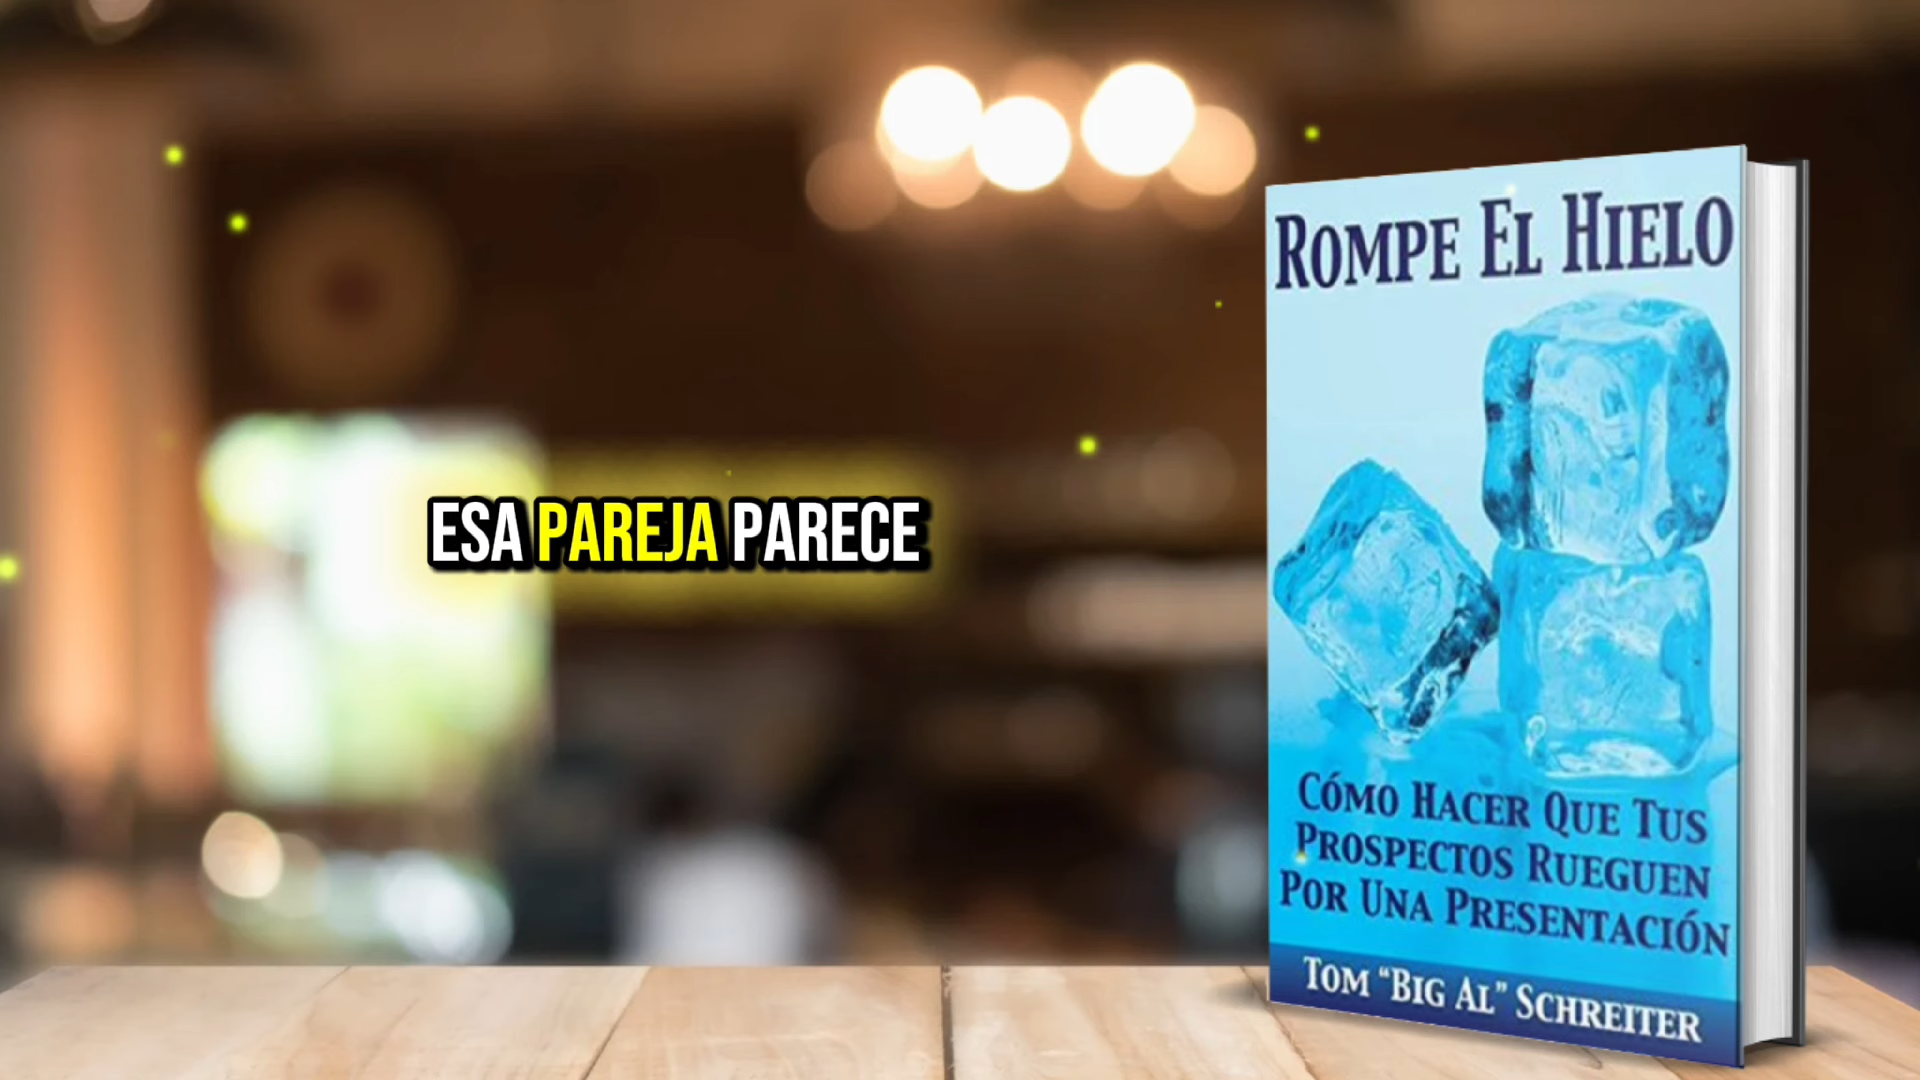 ESA PAREJA PARECE
ROMPE EL HIELO
CÓMO HACER QUE TUS
PROSPECTOS RUEGUEN
POR UNA PRESENTACIÓN
TOM “BIG AL” SCHREITER